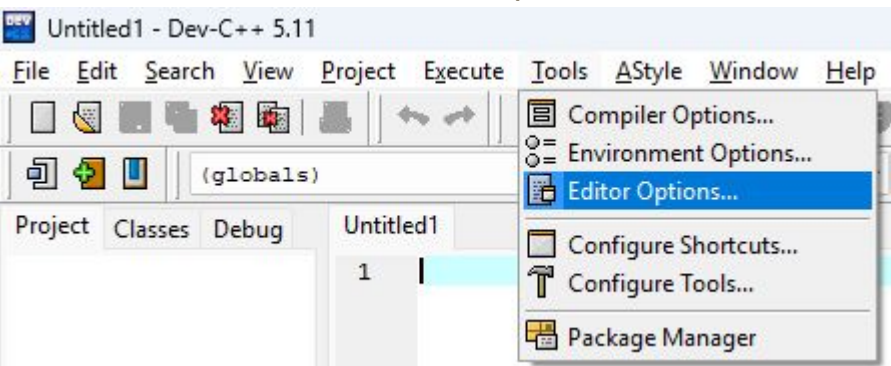 Untitled1 - Dev-C++ 5.11
File Edit Search View Project Execute Tools AStyle Window Help
Compiler Options...
Environment Options...
(globals)
Editor Options...
Project Classes Debug Untitled1
Configure Shortcuts...
1
Configure Tools...
Package Manager